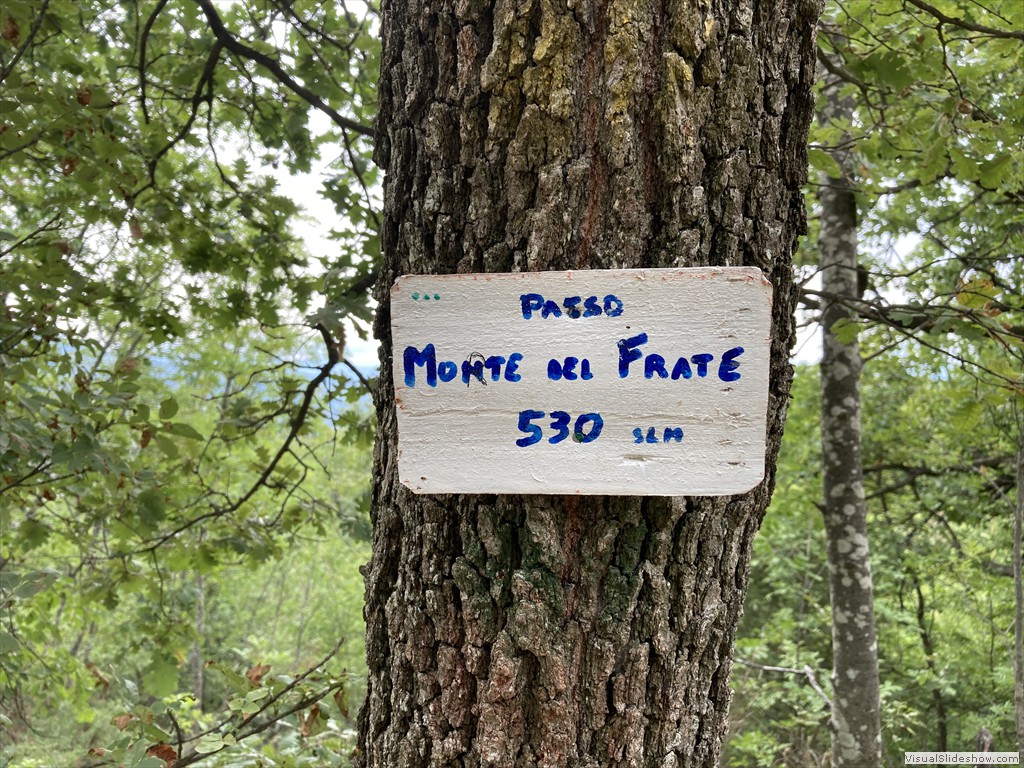 PASSO
MONTE DEL FRATE
530 SLM
VisualSlideshow.com